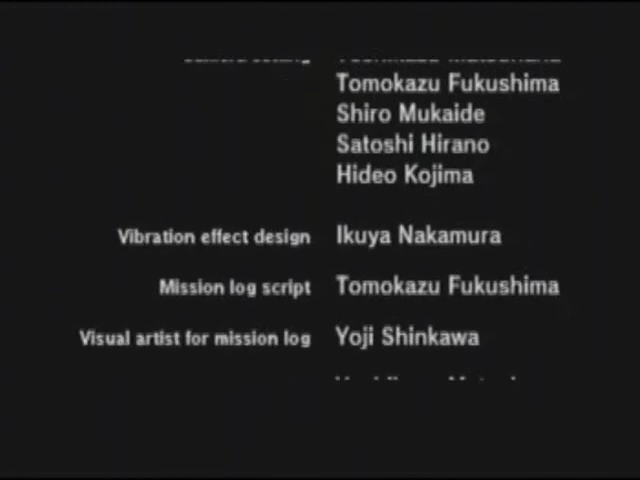 Tomokazu Fukushima
Shiro Mukaide
Satoshi Hirano
Hideo Kojima
Vibration effect design Ikuya Nakamura
Mission log script Tomokazu Fukushima
Visual artist for mission log Yoji Shinkawa